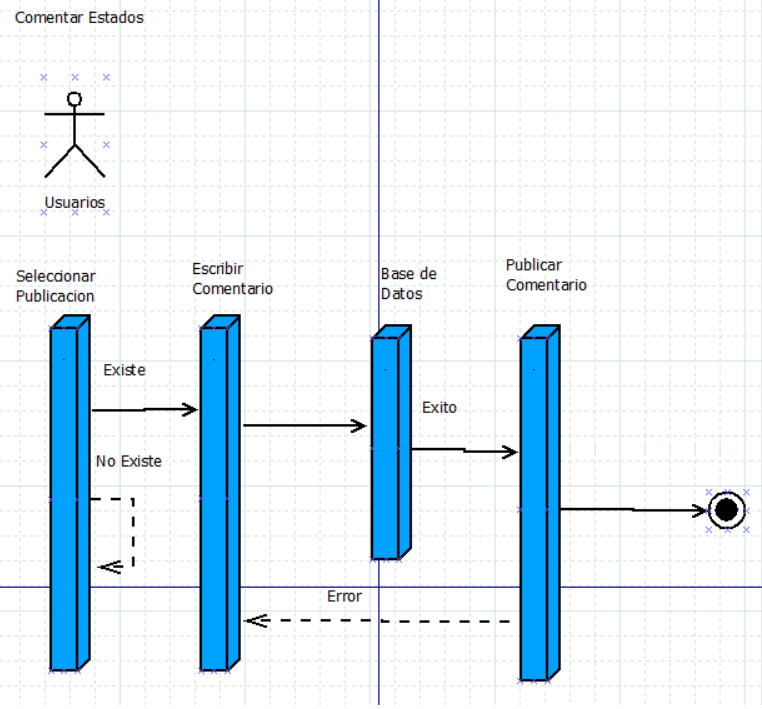 Comentar Estados
Usuarios
Seleccionar
Publicacion
Escribir
Comentario
Base de
Datos
Publicar
Comentario
Existe
Exito
No Existe
Error